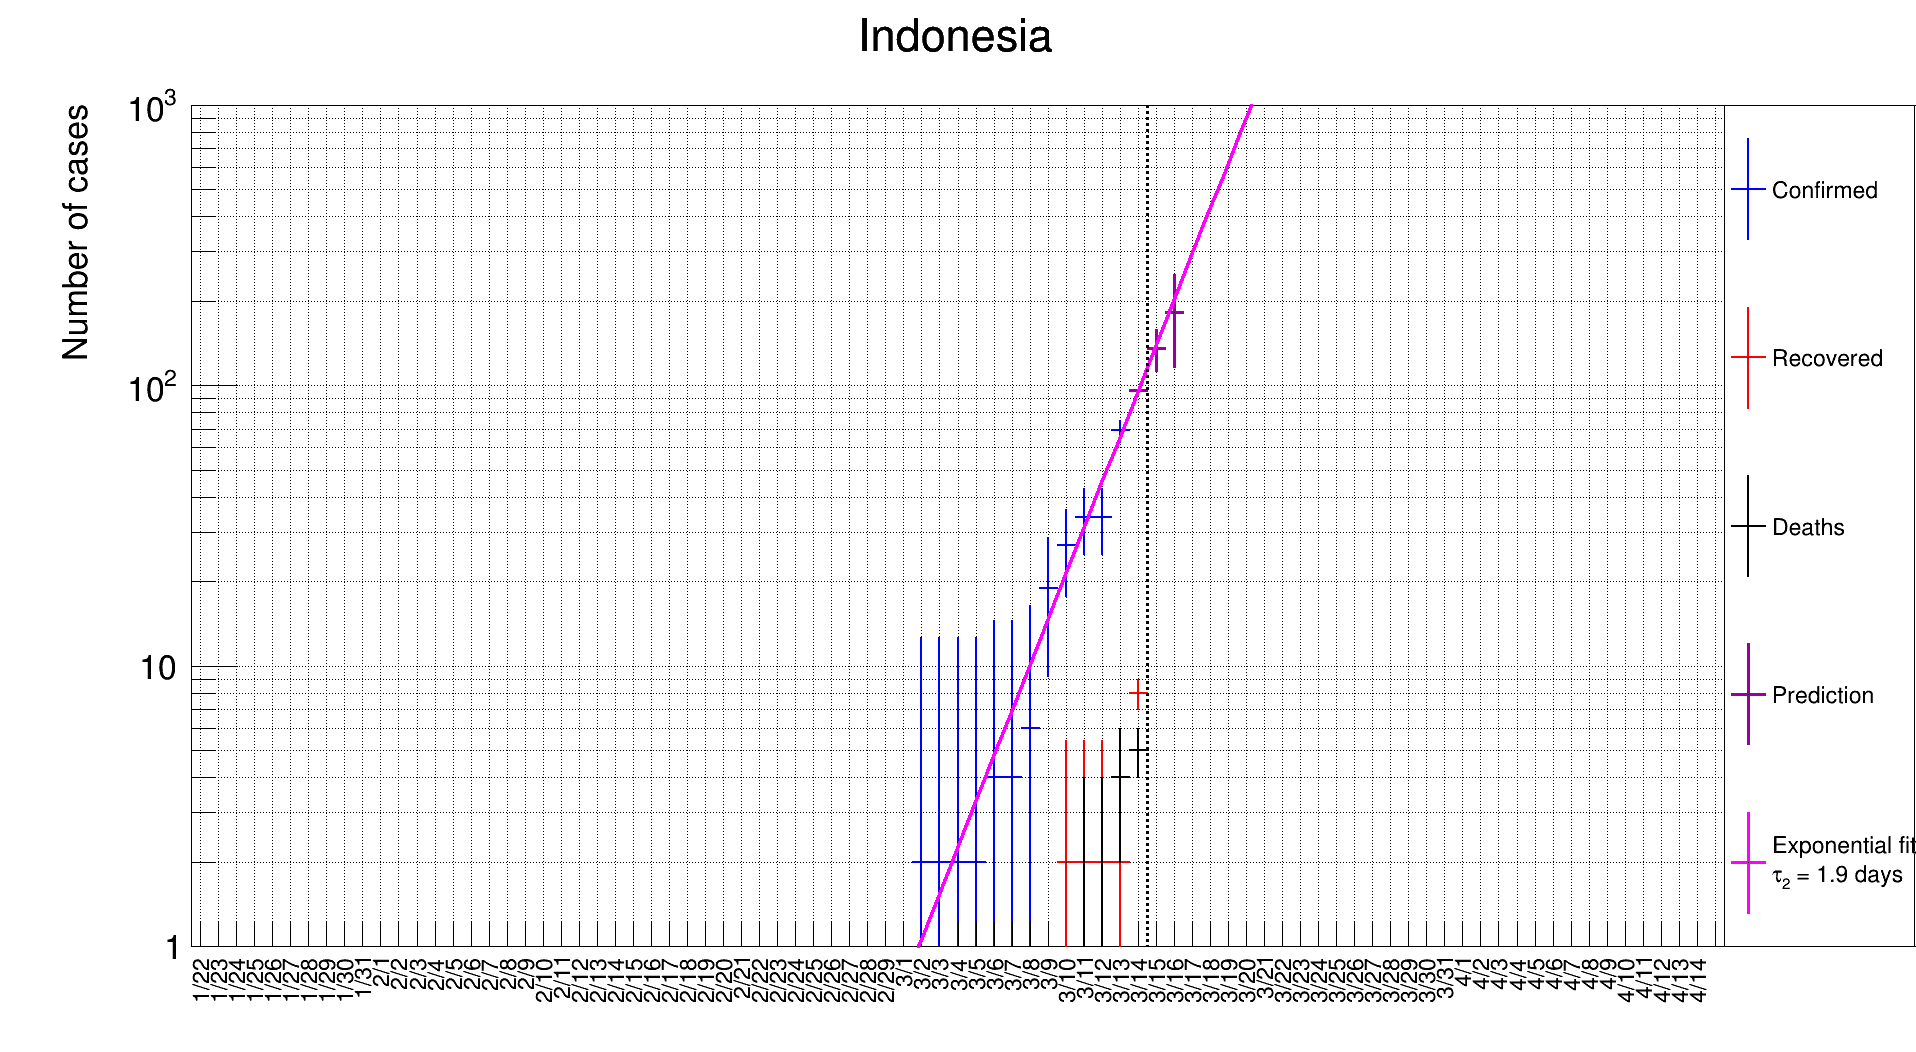 Indonesia
Number of cases
10³
10²
10
1
1/22 1/23 1/24 1/25 1/26 1/27 1/28 1/29 1/30 1/31 2/1 2/2 2/3 2/4 2/5 2/6 2/7 2/8 2/9 2/10 2/11 2/12 2/13 2/14 2/15 2/16 2/17 2/18 2/19 2/20 2/21 2/22 2/23 2/24 2/25 2/26 2/27 2/28 2/29 3/1 3/2 3/3 3/4 3/5 3/6 3/7 3/8 3/9 3/10 3/11 3/12 3/13 3/14 3/15 3/16 3/17 3/18 3/19 3/20 3/21 3/22 3/23 3/24 3/25 3/26 3/27 3/28 3/29 3/30 3/31 4/1 4/2 4/3 4/4 4/5 4/6 4/7 4/8 4/9 4/10 4/11 4/12 4/13 4/14
Confirmed
Recovered
Deaths
Prediction
Exponential fit
τ₂ = 1.9 days